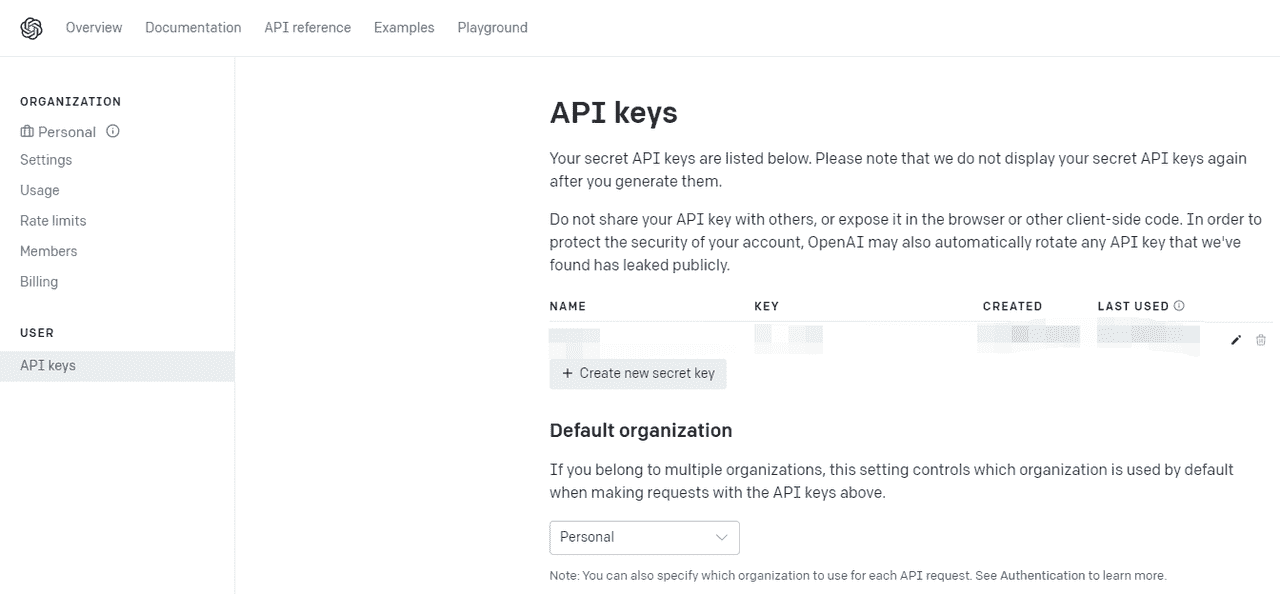 Overview Documentation API reference Examples Playground
ORGANIZATION
Personal
Settings
Usage
Rate limits
Members
Billing
USER
API keys
API keys
Your secret API keys are listed below. Please note that we do not display your secret API keys again
after you generate them.
Do not share your API key with others, or expose it in the browser or other client-side code. In order to
protect the security of your account, OpenAI may also automatically rotate any API key that we've
found has leaked publicly.
NAME KEY CREATED LAST USED
+ Create new secret key
Default organization
If you belong to multiple organizations, this setting controls which organization is used by default
when making requests with the API keys above.
Personal
Note: You can also specify which organization to use for each API request. See Authentication to learn more.